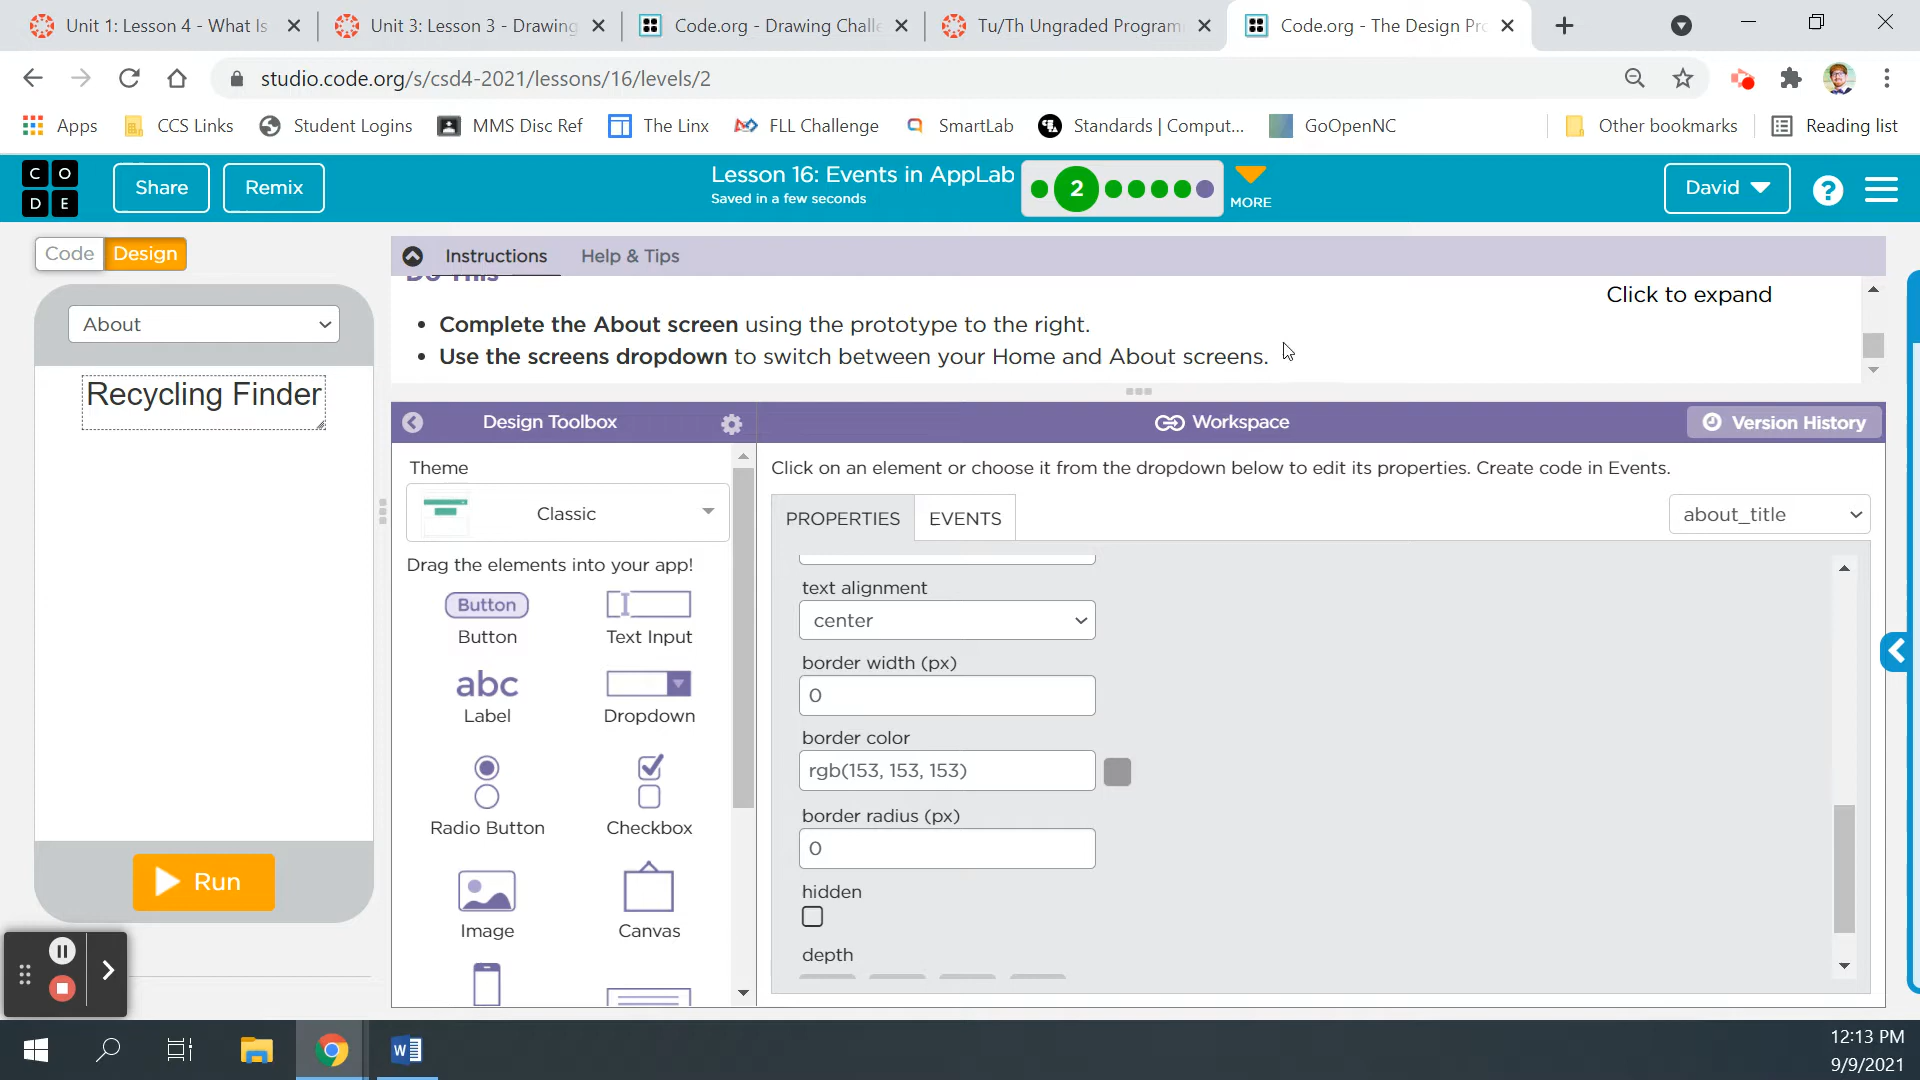 Unit 1: Lesson 4 - What Is
Unit 3: Lesson 3 - Drawing
Code.org - Drawing Challe
Tu/Th Ungraded Program
Code.org - The Design Pro
studio.code.org/s/csd4-2021/lessons/16/levels/2
Apps
CCS Links
Student Logins
MMS Disc Ref
The Linx
FLL Challenge
SmartLab
Standards | Comput...
GoOpenNC
Other bookmarks
Reading list
C O
D E
Share
Remix
Lesson 16: Events in AppLab
Saved in a few seconds
2
MORE
David
?
Code
Design
Instructions
Help & Tips
Do This
Click to expand
• Complete the About screen using the prototype to the right.
• Use the screens dropdown to switch between your Home and About screens.
About
Recycling Finder
Run
Design Toolbox
Workspace
Version History
Theme
Classic
Drag the elements into your app!
Button
Button
Text Input
abc
Label
Dropdown
Radio Button
Checkbox
Image
Canvas
Click on an element or choose it from the dropdown below to edit its properties. Create code in Events.
PROPERTIES
EVENTS
about_title
text alignment
center
border width (px)
0
border color
rgb(153, 153, 153)
border radius (px)
0
hidden
depth
12:13 PM
9/9/2021